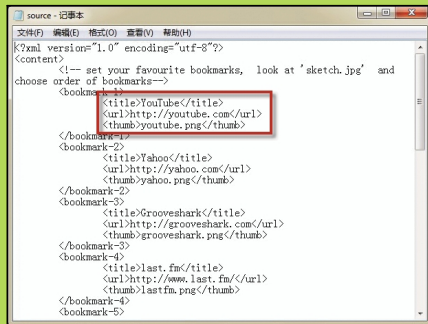 source - 记事本
文件(F) 编辑(E) 格式(O) 查看(V) 帮助(H)
<?xml version="1.0" encoding="utf-8"?>
<content>
<!-- set your favourite bookmarks, look at 'sketch.jpg' and
choose order of bookmarks-->
<bookmark-1>
<title>YouTube</title>
<url>http://youtube.com</url>
<thumb>youtube.png</thumb>
</bookmark-1>
<bookmark-2>
<title>Yahoo</title>
<url>http://yahoo.com</url>
<thumb>yahoo.png</thumb>
</bookmark-2>
<bookmark-3>
<title>Grooveshark</title>
<url>http://grooveshark.com</url>
<thumb>grooveshark.png</thumb>
</bookmark-3>
<bookmark-4>
<title>last.fm</title>
<url>http://www.last.fm/</url>
<thumb>lastfm.png</thumb>
</bookmark-4>
<bookmark-5>